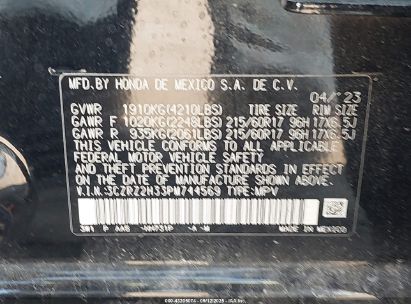 MFD.BY HONDA DE MEXICO S.A. DE C.V.
04/23
GVWR 1910KG(4210LBS) TIRE SIZE RIM SIZE
GAWR F 1020KG(2248LBS) 215/60R17 96H 17X6.5J
GAWR R 935KG(2061LBS) 215/60R17 96H 17X6.5J
THIS VEHICLE CONFORMS TO ALL APPLICABLE
FEDERAL MOTOR VEHICLE SAFETY AND THEFT
PREVENTION STANDARDS IN EFFECT ON THE DATE
OF MANUFACTURE SHOWN ABOVE.
V.I.N.:3CZRZ2H33PM744569 TYPE:MPV
3W1 P AAS -NH731P -A -M MADE IN MEXICO